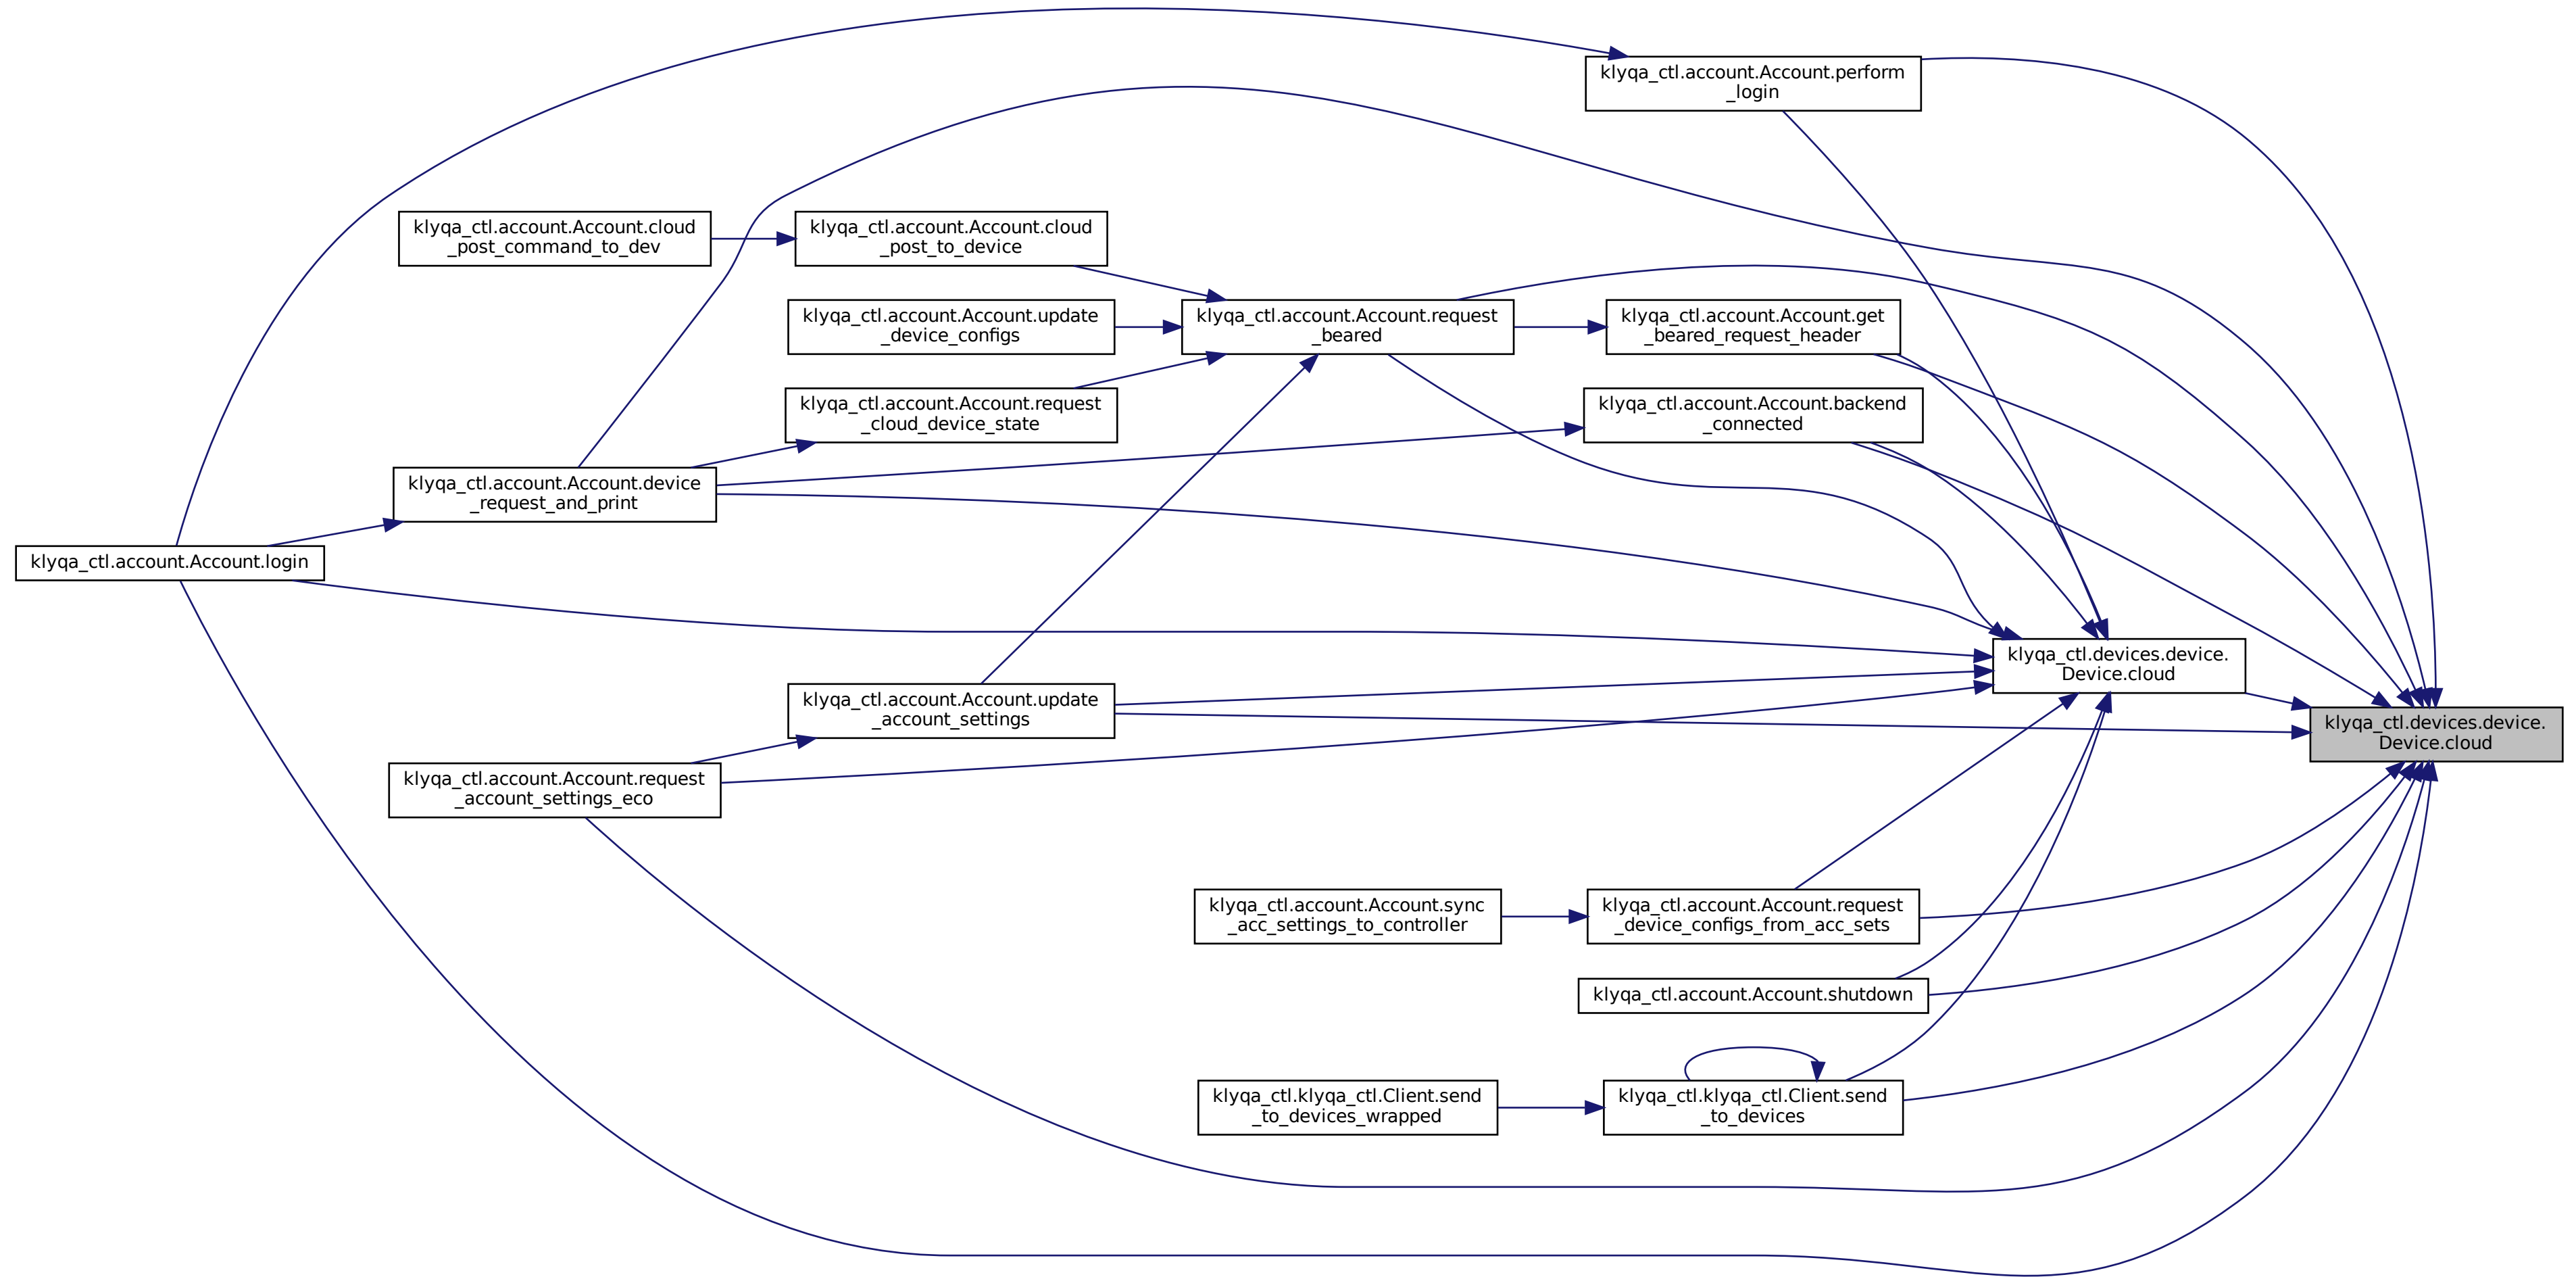 klyqa_ctl.account.Account.perform
_login
klyqa_ctl.account.Account.cloud
_post_command_to_dev
klyqa_ctl.account.Account.cloud
_post_to_device
klyqa_ctl.account.Account.update
_device_configs
klyqa_ctl.account.Account.request
_beared
klyqa_ctl.account.Account.get
_beared_request_header
klyqa_ctl.account.Account.request
_cloud_device_state
klyqa_ctl.account.Account.backend
_connected
klyqa_ctl.account.Account.device
_request_and_print
klyqa_ctl.account.Account.login
klyqa_ctl.devices.device.
Device.cloud
klyqa_ctl.account.Account.update
_account_settings
klyqa_ctl.devices.device.
Device.cloud
klyqa_ctl.account.Account.request
_account_settings_eco
klyqa_ctl.account.Account.sync
_acc_settings_to_controller
klyqa_ctl.account.Account.request
_device_configs_from_acc_sets
klyqa_ctl.account.Account.shutdown
klyqa_ctl.klyqa_ctl.Client.send
_to_devices_wrapped
klyqa_ctl.klyqa_ctl.Client.send
_to_devices